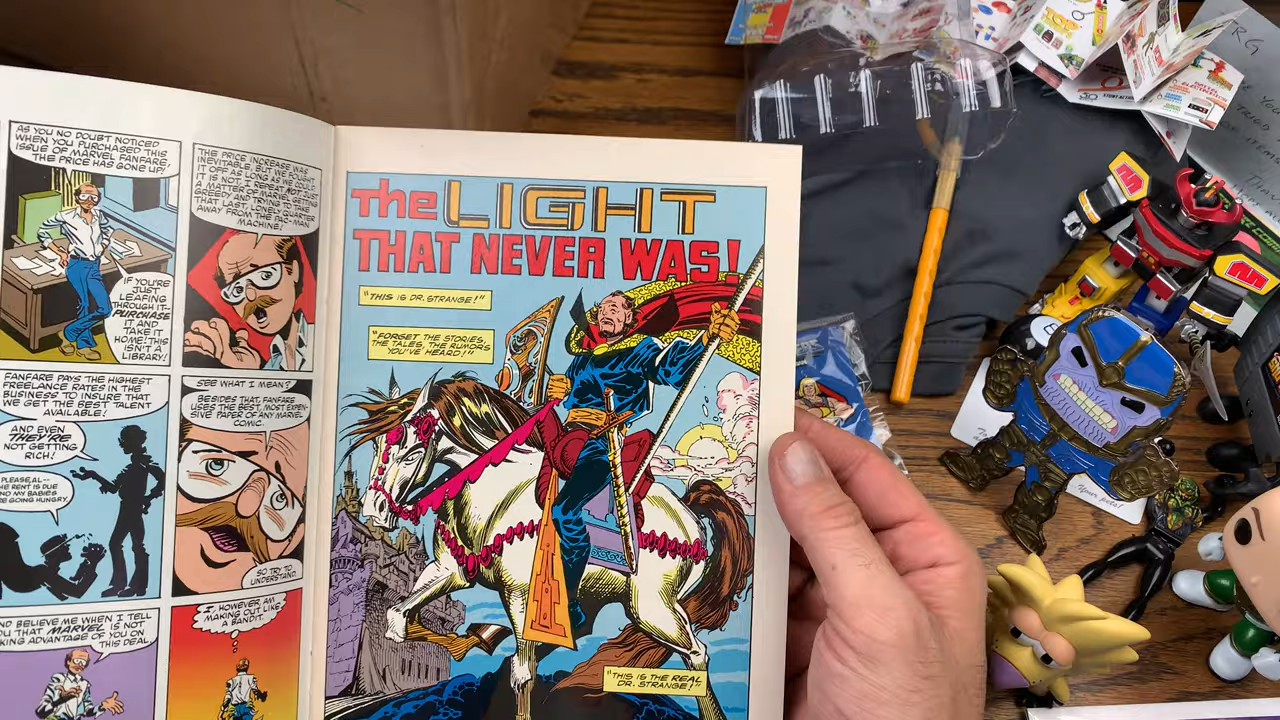 AS YOU NO DOUBT NOTICED
WHEN YOU PURCHASED THIS
ISSUE OF MARVEL FANFARE,
THE PRICE HAS GONE UP!
IF YOU'RE
JUST
LEAFING
THROUGH IT--
PURCHASE
IT AND
TAKE IT
HOME! THIS
ISN'T A
LIBRARY!
THE PRICE INCREASE WAS
INEVITABLE. BUT WE FOUGHT
IT OFF AS LONG AS WE COULD.
IT IS NOT, REPEAT NOT JUST
A MATTER OF MARVEL GETTING
GREEDY AND TRYING TO TAKE
THAT LAST, LONELY QUARTER
AWAY FROM THE PAC-MAN
MACHINE!
FANFARE PAYS THE HIGHEST
FREELANCE RATES IN THE
BUSINESS TO INSURE THAT
WE GET THE BEST TALENT
AVAILABLE!
AND EVEN
THEY'RE
NOT GETTING
RICH!
PLEASE, AL--
THE RENT IS DUE
AND MY BABIES
ARE GOING HUNGRY.
SEE WHAT I MEAN?
BESIDES THAT, FANFARE
USES THE BEST, MOST EXPEN-
SIVE PAPER OF ANY MARVEL
COMIC.
SO TRY TO
UNDERSTAND.
AND BELIEVE ME WHEN I TELL
YOU THAT MARVEL IS NOT
TAKING ADVANTAGE OF YOU ON
THIS DEAL.
I, HOWEVER, AM
MAKING OUT LIKE
A BANDIT.
the LIGHT
THAT NEVER WAS!
"THIS IS DR. STRANGE!"
"FORGET THE STORIES,
THE TALES, THE RUMORS
YOU'VE HEARD!"
"THIS IS THE REAL
DR. STRANGE!"